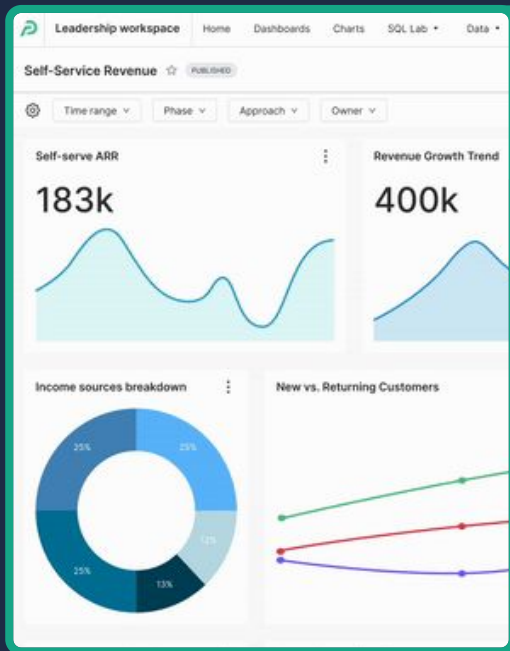 Leadership workspace Home Dashboards Charts SQL Lab Data
Self-Service Revenue PUBLISHED
Time range Phase Approach Owner
Self-serve ARR
183k
Revenue Growth Trend
400k
Income sources breakdown
25%
25%
12%
13%
25%
New vs. Returning Customers